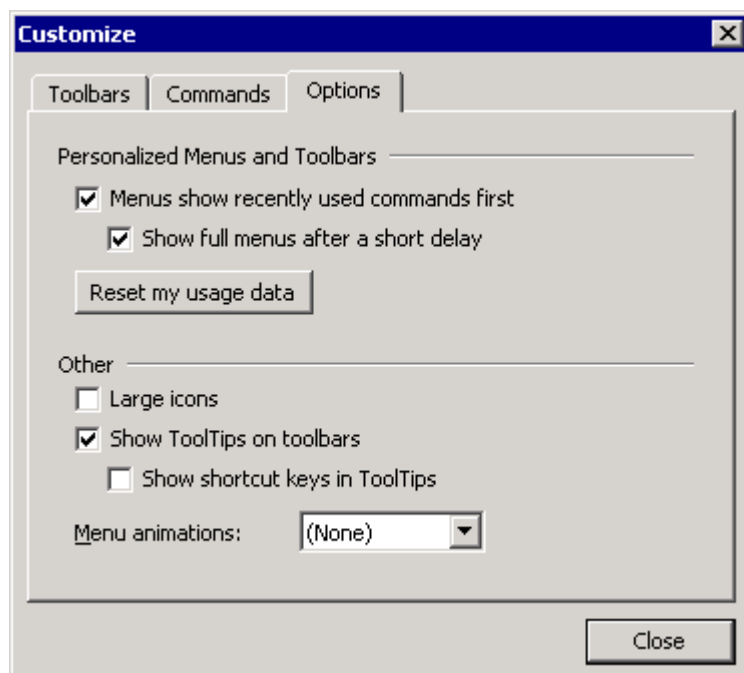 Customize
Toolbars Commands Options
Personalized Menus and Toolbars
Menus show recently used commands first
Show full menus after a short delay
Reset my usage data
Other
Large icons
Show ToolTips on toolbars
Show shortcut keys in ToolTips
Menu animations: (None)
Close